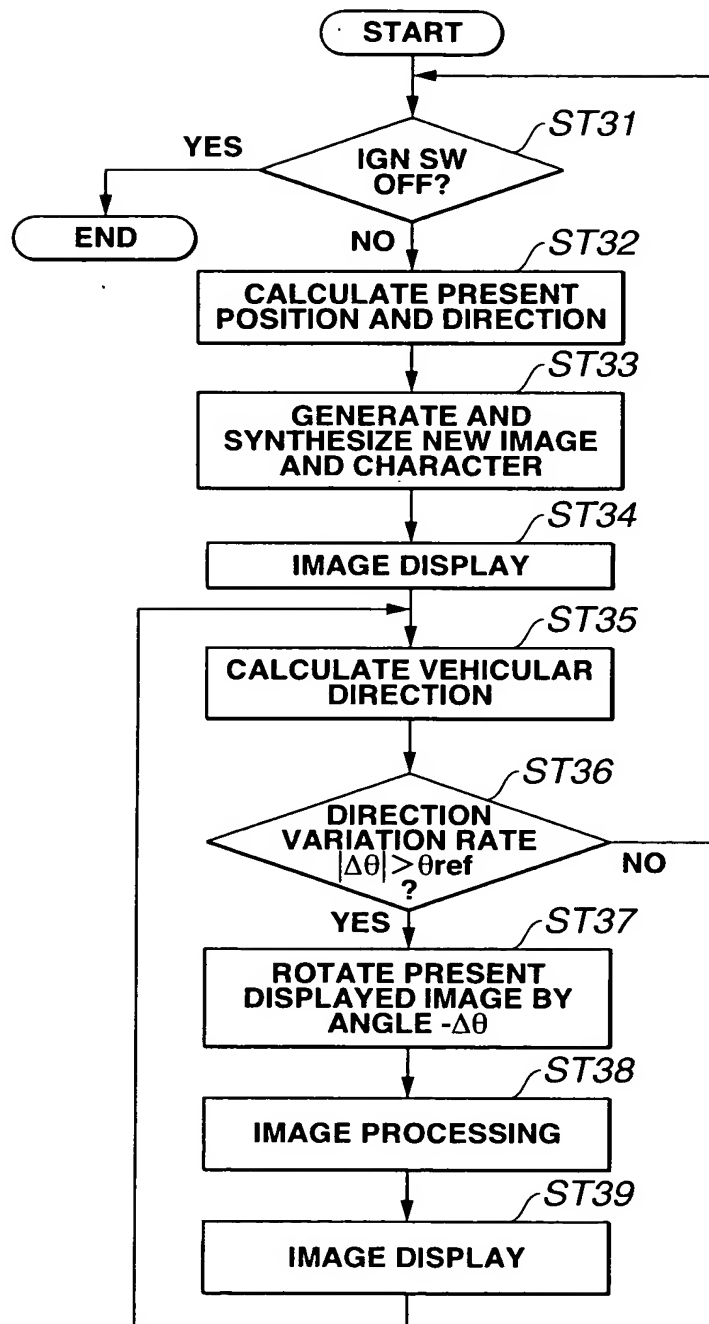 START
ST31
YES
IGN SW
OFF?
END
NO
ST32
CALCULATE PRESENT
POSITION AND DIRECTION
ST33
GENERATE AND
SYNTHESIZE NEW IMAGE
AND CHARACTER
ST34
IMAGE DISPLAY
ST35
CALCULATE VEHICULAR
DIRECTION
ST36
DIRECTION
VARIATION RATE
|Δθ|>θref
?
NO
YES
ST37
ROTATE PRESENT
DISPLAYED IMAGE BY
ANGLE -Δθ
ST38
IMAGE PROCESSING
ST39
IMAGE DISPLAY